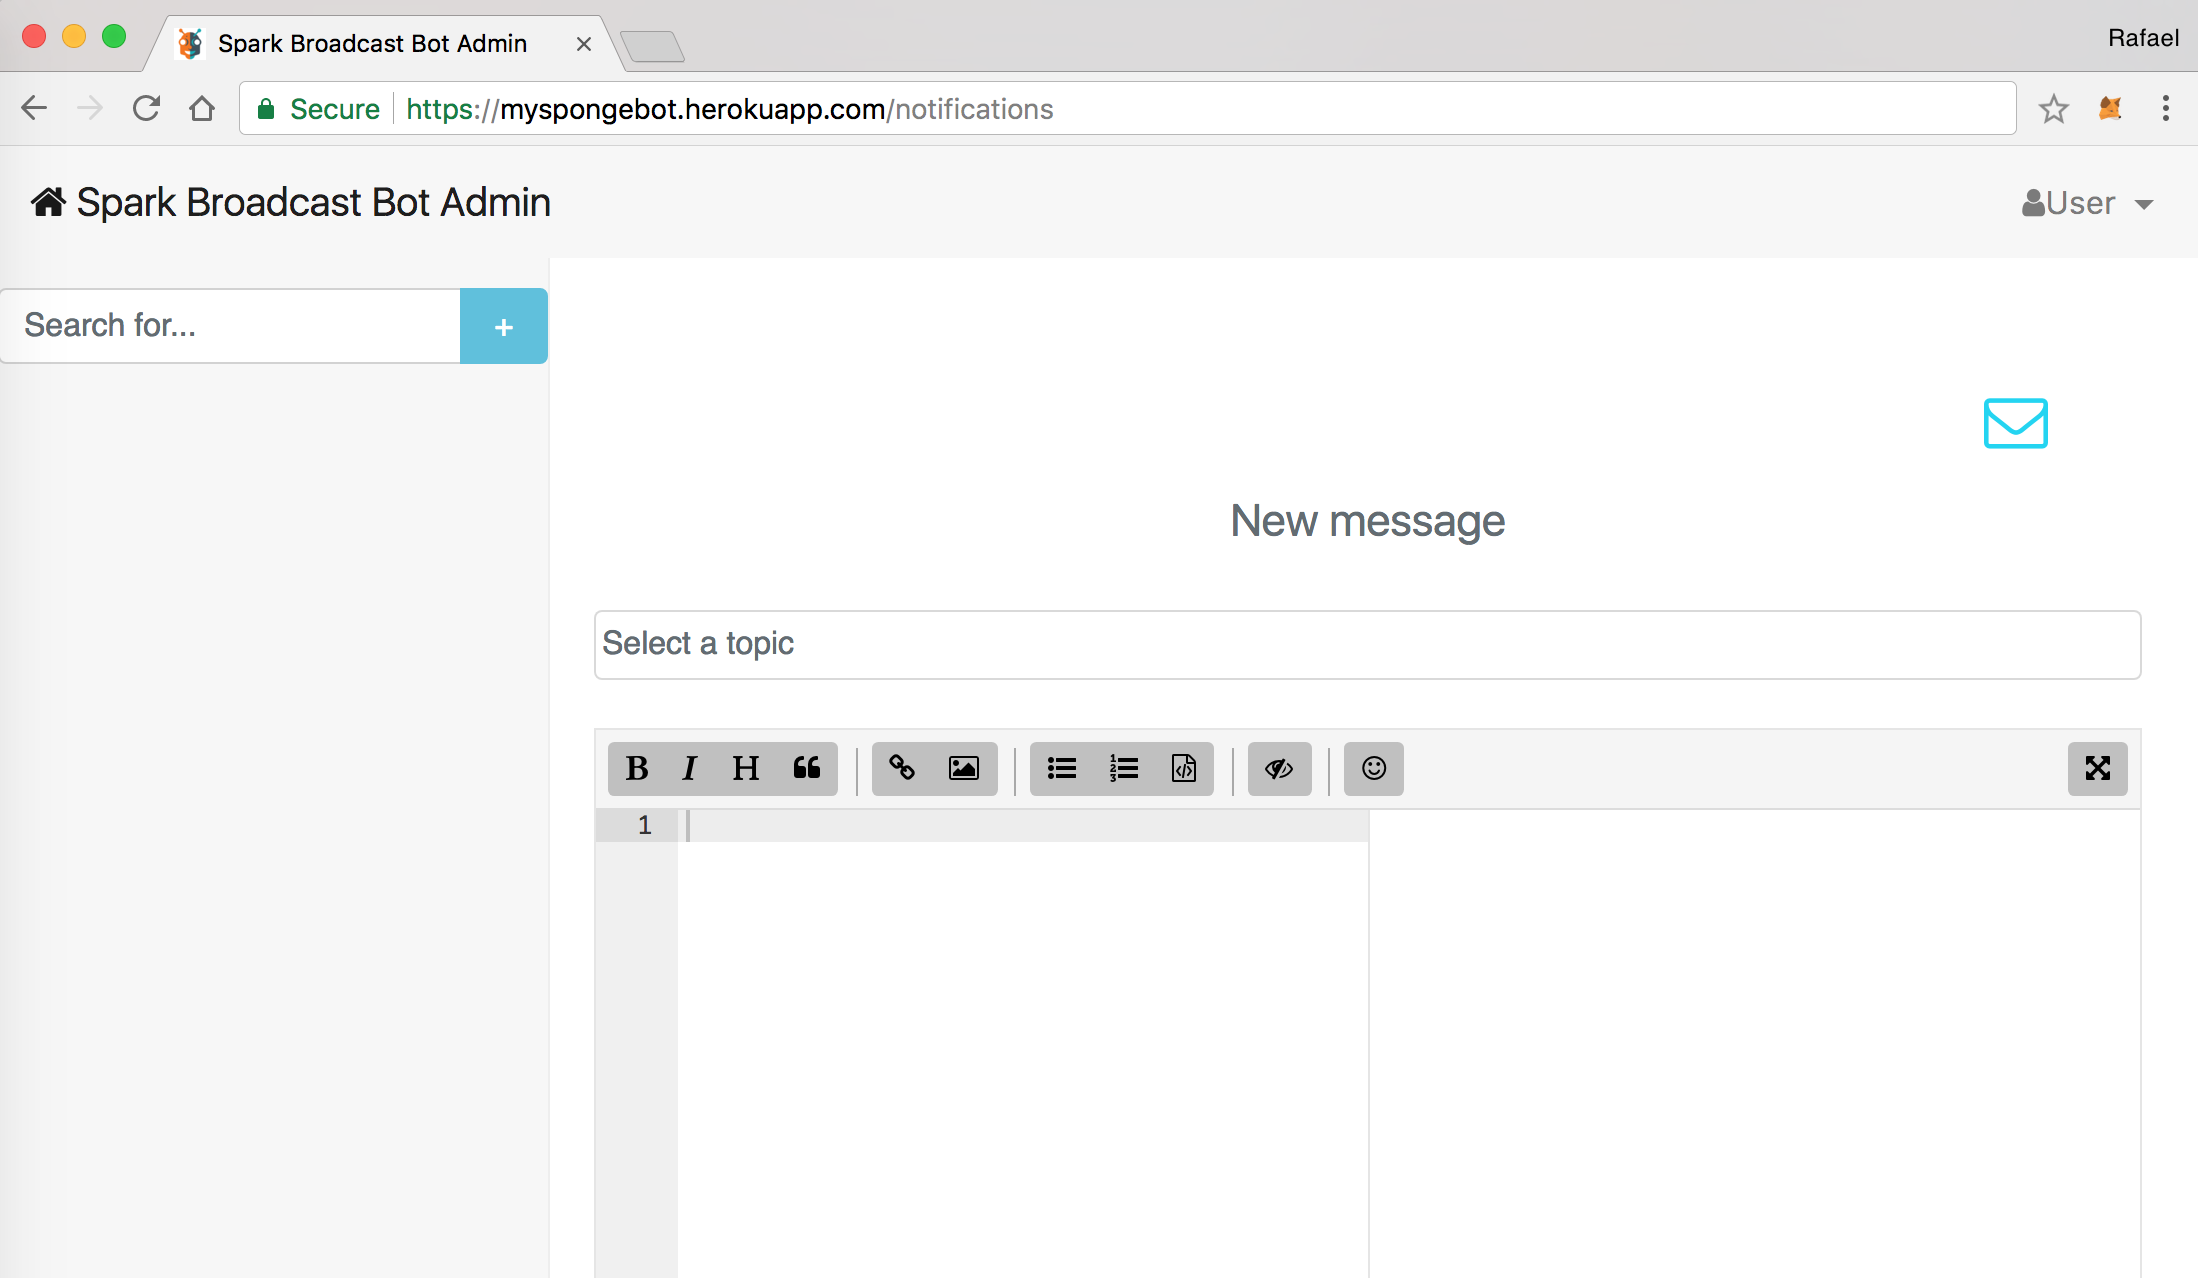 Spark Broadcast Bot Admin
Rafael
Secure https://myspongebot.herokuapp.com/notifications
Spark Broadcast Bot Admin
User
Search for...
+
New message
Select a topic
B I H
1